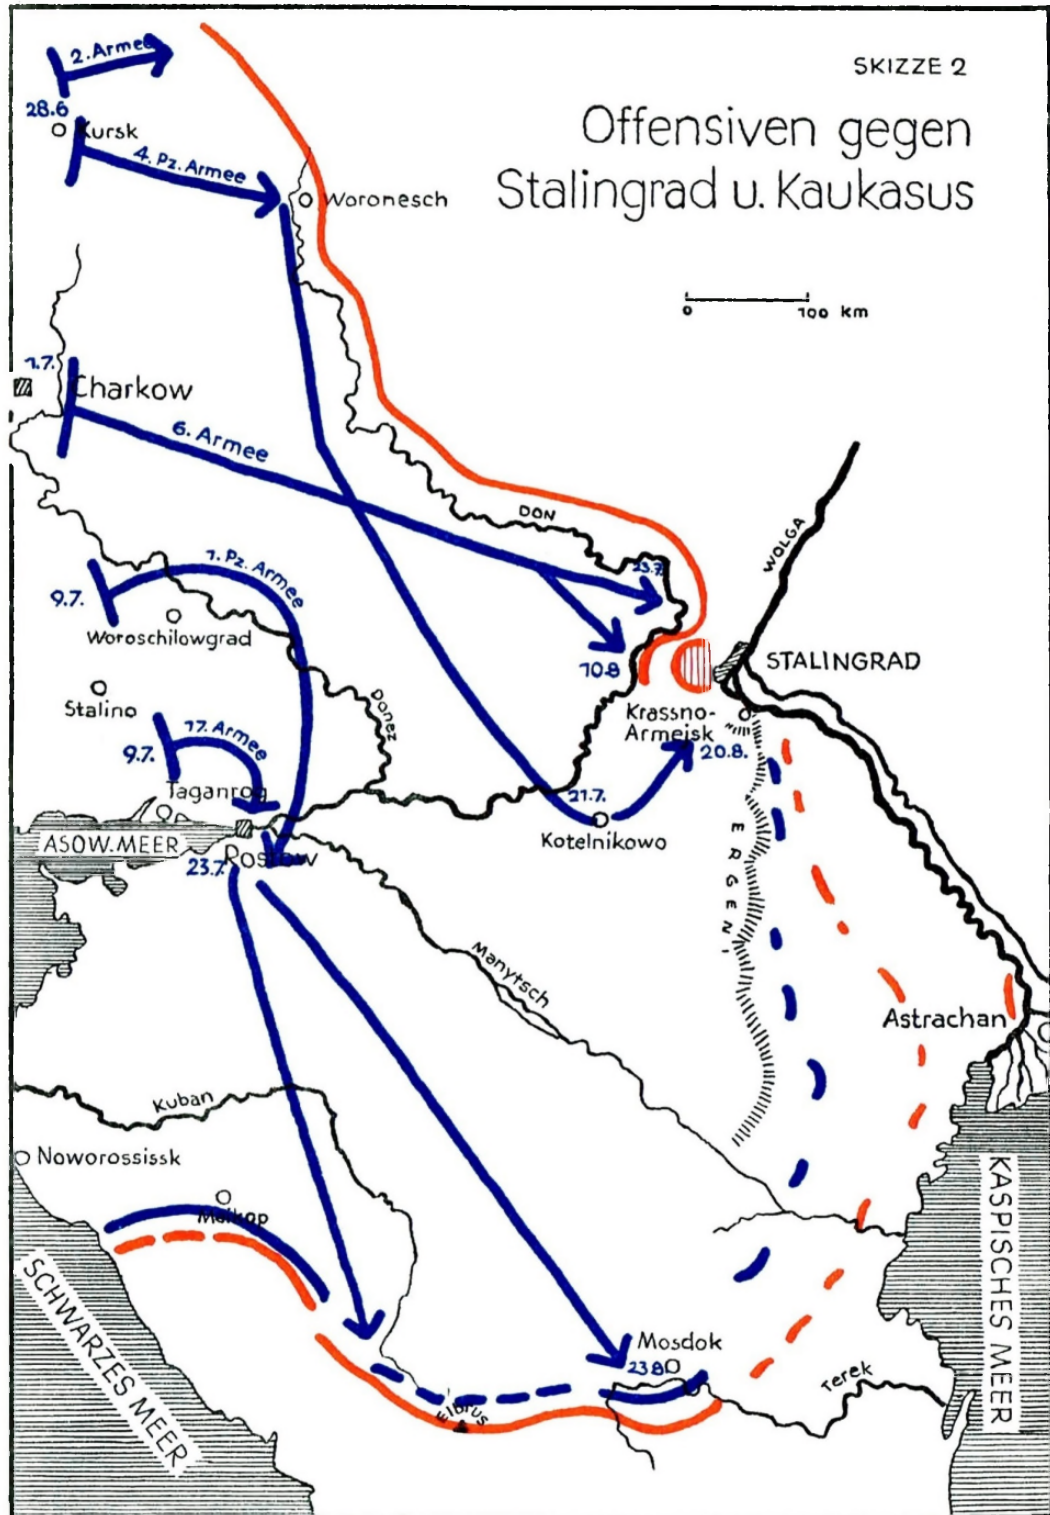 SKIZZE 2
Offensiven gegen
Stalingrad u. Kaukasus
0 100 km
2. Armee
28.6
Kursk
4. Pz. Armee
Woronesch
1.7.
Charkow
6. Armee
DON
WOLGA
23.7.
1. Pz. Armee
9.7.
Woroschilowgrad
10.8
STALINGRAD
Stalino
Donez
Krassno-
Armeisk
20.8.
17. Armee
9.7.
Taganrog
21.7.
Kotelnikowo
ASOW. MEER
Rostow
23.7.
ERGENI
Manytsch
Astrachan
Kuban
Noworossissk
Maikop
KASPISCHES MEER
SCHWARZES MEER
Mosdok
23.8
Terek
Elbrus